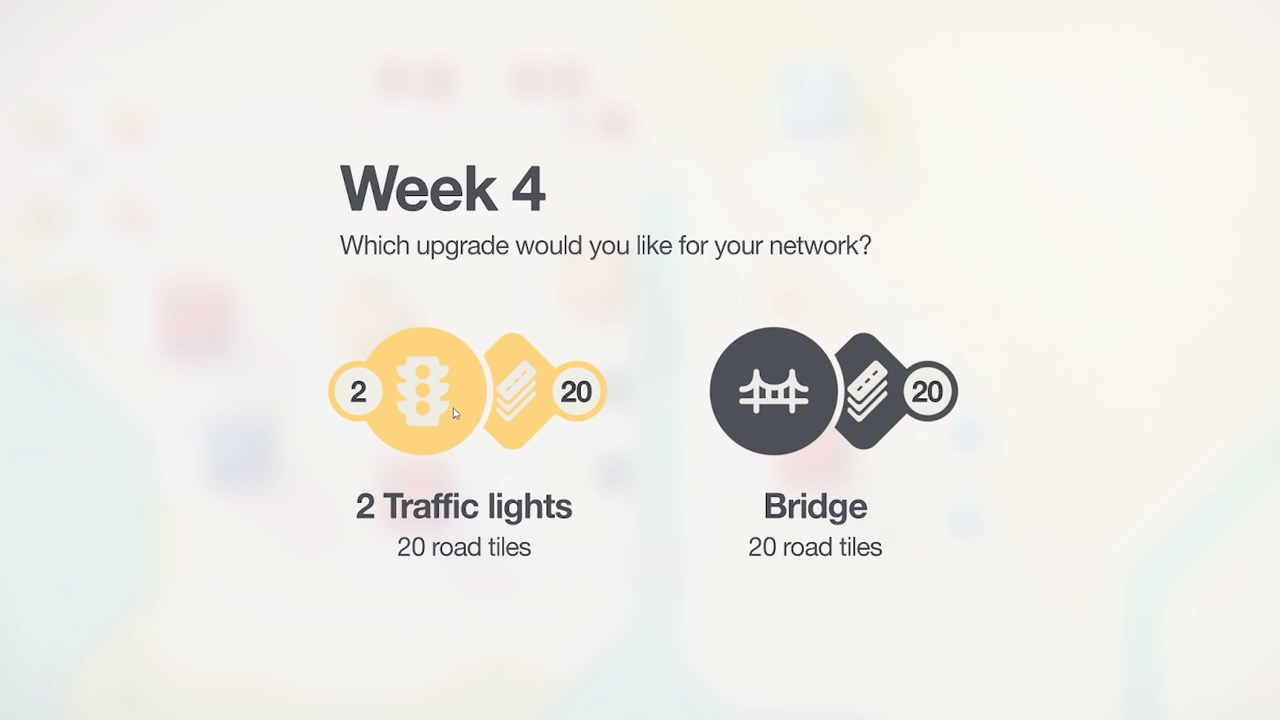 Week 4
Which upgrade would you like for your network?
2 20 20
2 Traffic lights Bridge
20 road tiles 20 road tiles